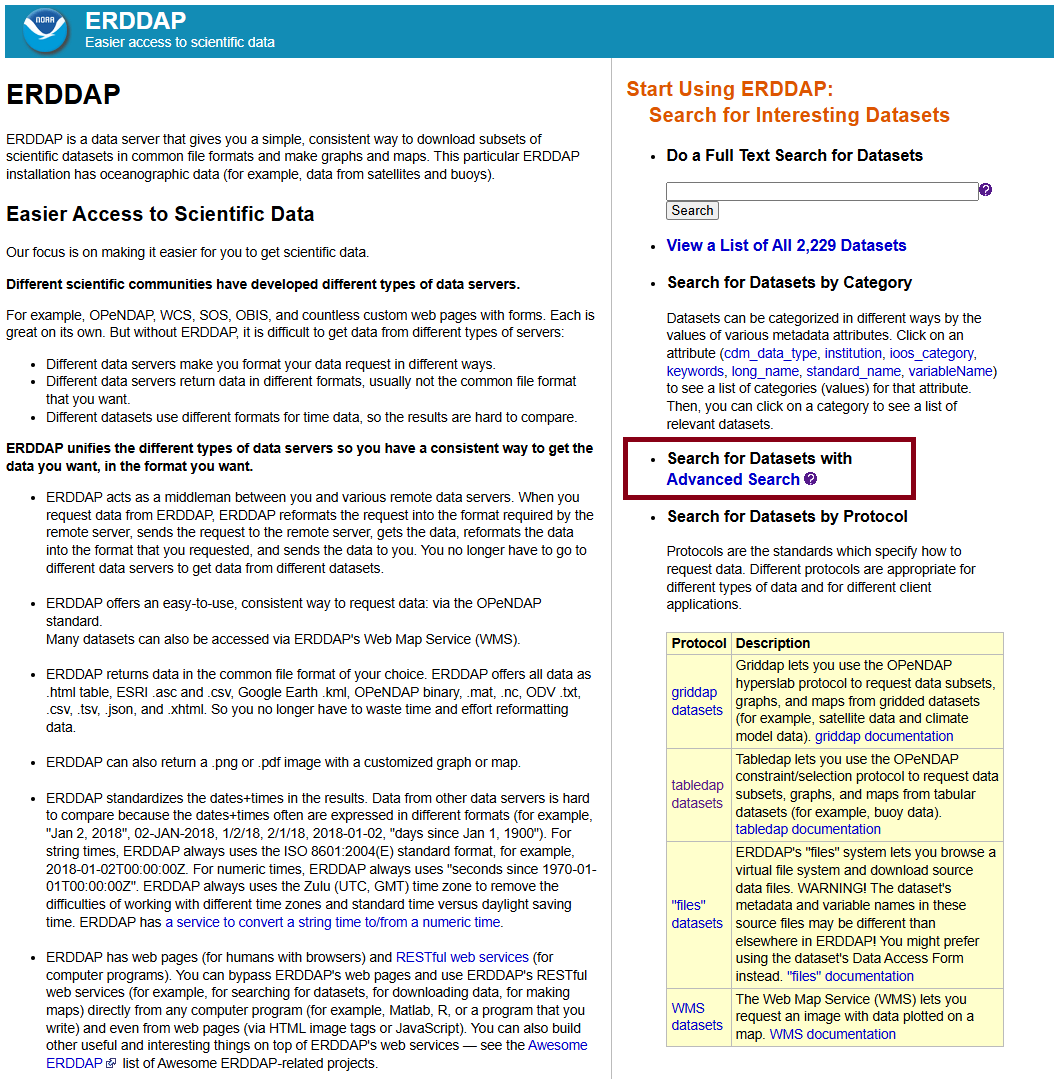 NOAA
ERDDAP
Easier access to scientific data
ERDDAP
ERDDAP is a data server that gives you a simple, consistent way to download subsets of
scientific datasets in common file formats and make graphs and maps. This particular ERDDAP
installation has oceanographic data (for example, data from satellites and buoys).
Easier Access to Scientific Data
Our focus is on making it easier for you to get scientific data.
Different scientific communities have developed different types of data servers.
For example, OPeNDAP, WCS, SOS, OBIS, and countless custom web pages with forms. Each is
great on its own. But without ERDDAP, it is difficult to get data from different types of servers:
• Different data servers make you format your data request in different ways.
• Different data servers return data in different formats, usually not the common file format
that you want.
• Different datasets use different formats for time data, so the results are hard to compare.
ERDDAP unifies the different types of data servers so you have a consistent way to get the
data you want, in the format you want.
• ERDDAP acts as a middleman between you and various remote data servers. When you
request data from ERDDAP, ERDDAP reformats the request into the format required by the
remote server, sends the request to the remote server, gets the data, reformats the data
into the format that you requested, and sends the data to you. You no longer have to go to
different data servers to get data from different datasets.
• ERDDAP offers an easy-to-use, consistent way to request data: via the OPeNDAP
standard.
Many datasets can also be accessed via ERDDAP's Web Map Service (WMS).
• ERDDAP returns data in the common file format of your choice. ERDDAP offers all data as
.html table, ESRI .asc and .csv, Google Earth .kml, OPeNDAP binary, .mat, .nc, ODV .txt,
.csv, .tsv, .json, and .xhtml. So you no longer have to waste time and effort reformatting
data.
• ERDDAP can also return a .png or .pdf image with a customized graph or map.
• ERDDAP standardizes the dates+times in the results. Data from other data servers is hard
to compare because the dates+times often are expressed in different formats (for example,
"Jan 2, 2018", 02-JAN-2018, 1/2/18, 2/1/18, 2018-01-02, "days since Jan 1, 1900"). For
string times, ERDDAP always uses the ISO 8601:2004(E) standard format, for example,
2018-01-02T00:00:00Z. For numeric times, ERDDAP always uses "seconds since 1970-01-
01T00:00:00Z". ERDDAP always uses the Zulu (UTC, GMT) time zone to remove the
difficulties of working with different time zones and standard time versus daylight saving
time. ERDDAP has a service to convert a string time to/from a numeric time.
• ERDDAP has web pages (for humans with browsers) and RESTful web services (for
computer programs). You can bypass ERDDAP's web pages and use ERDDAP's RESTful
web services (for example, for searching for datasets, for downloading data, for making
maps) directly from any computer program (for example, Matlab, R, or a program that you
write) and even from web pages (via HTML image tags or JavaScript). You can also build
other useful and interesting things on top of ERDDAP's web services — see the Awesome
ERDDAP list of Awesome ERDDAP-related projects.
Start Using ERDDAP:
Search for Interesting Datasets
• Do a Full Text Search for Datasets
?
Search
• View a List of All 2,229 Datasets
• Search for Datasets by Category
Datasets can be categorized in different ways by the
values of various metadata attributes. Click on an
attribute (cdm_data_type, institution, ioos_category,
keywords, long_name, standard_name, variableName)
to see a list of categories (values) for that attribute.
Then, you can click on a category to see a list of
relevant datasets.
• Search for Datasets with
Advanced Search ?
• Search for Datasets by Protocol
Protocols are the standards which specify how to
request data. Different protocols are appropriate for
different types of data and for different client
applications.
Protocol Description
griddap
datasets
Griddap lets you use the OPeNDAP
hyperslab protocol to request data subsets,
graphs, and maps from gridded datasets
(for example, satellite data and climate
model data). griddap documentation
tabledap
datasets
Tabledap lets you use the OPeNDAP
constraint/selection protocol to request data
subsets, graphs, and maps from tabular
datasets (for example, buoy data).
tabledap documentation
"files"
datasets
ERDDAP's "files" system lets you browse a
virtual file system and download source
data files. WARNING! The dataset's
metadata and variable names in these
source files may be different than
elsewhere in ERDDAP! You might prefer
using the dataset's Data Access Form
instead. "files" documentation
WMS
datasets
The Web Map Service (WMS) lets you
request an image with data plotted on a
map. WMS documentation